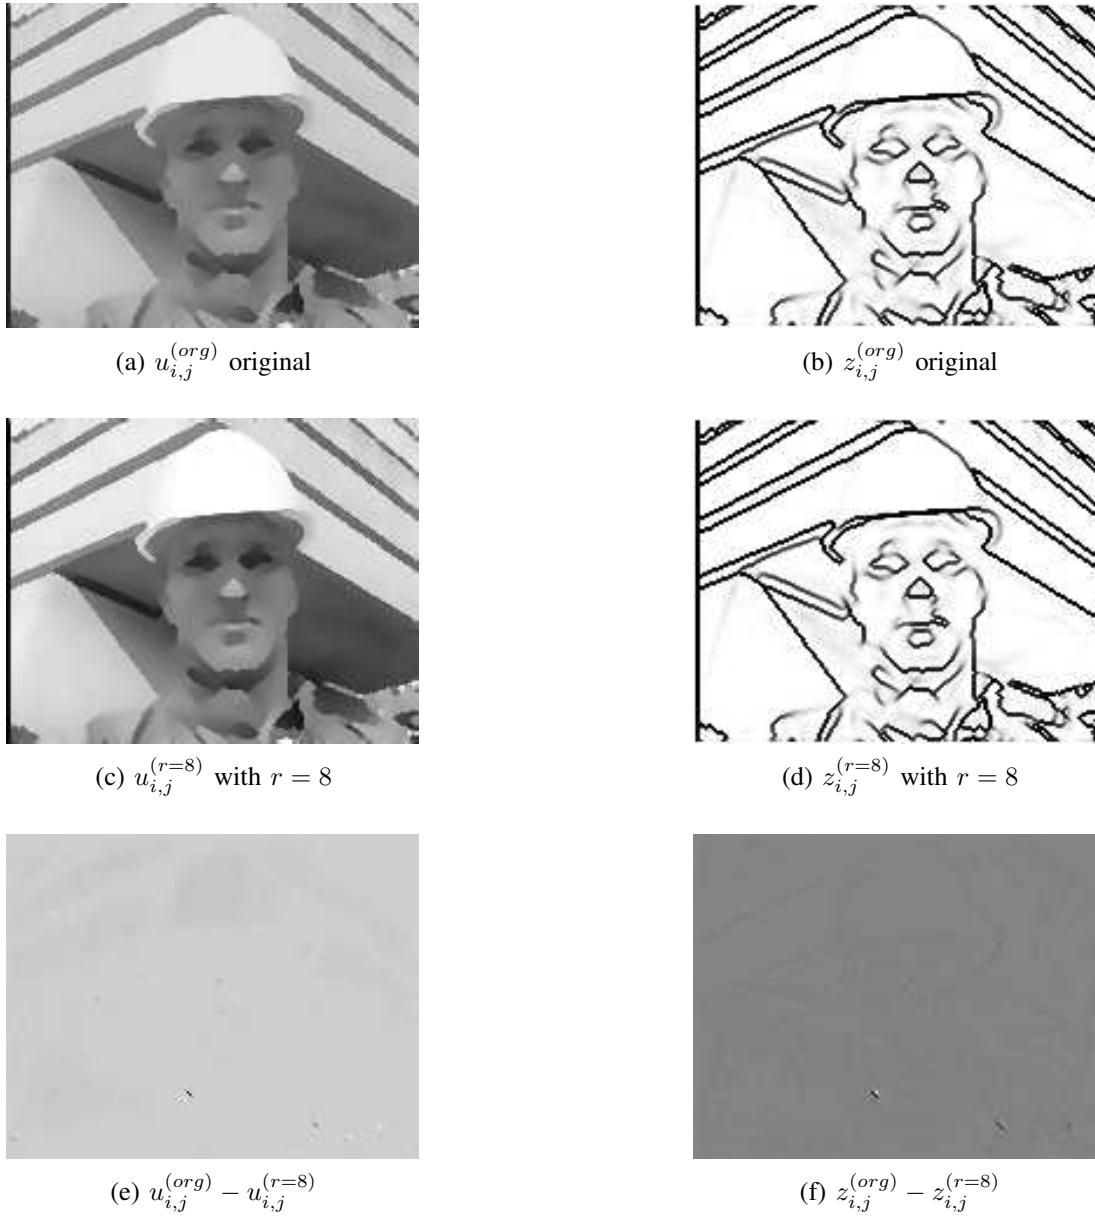 (a) $u_{i,j}^{(org)}$ original
(b) $z_{i,j}^{(org)}$ original
(c) $u_{i,j}^{(r=8)}$ with $r = 8$
(d) $z_{i,j}^{(r=8)}$ with $r = 8$
(e) $u_{i,j}^{(org)} - u_{i,j}^{(r=8)}$
(f) $z_{i,j}^{(org)} - z_{i,j}^{(r=8)}$